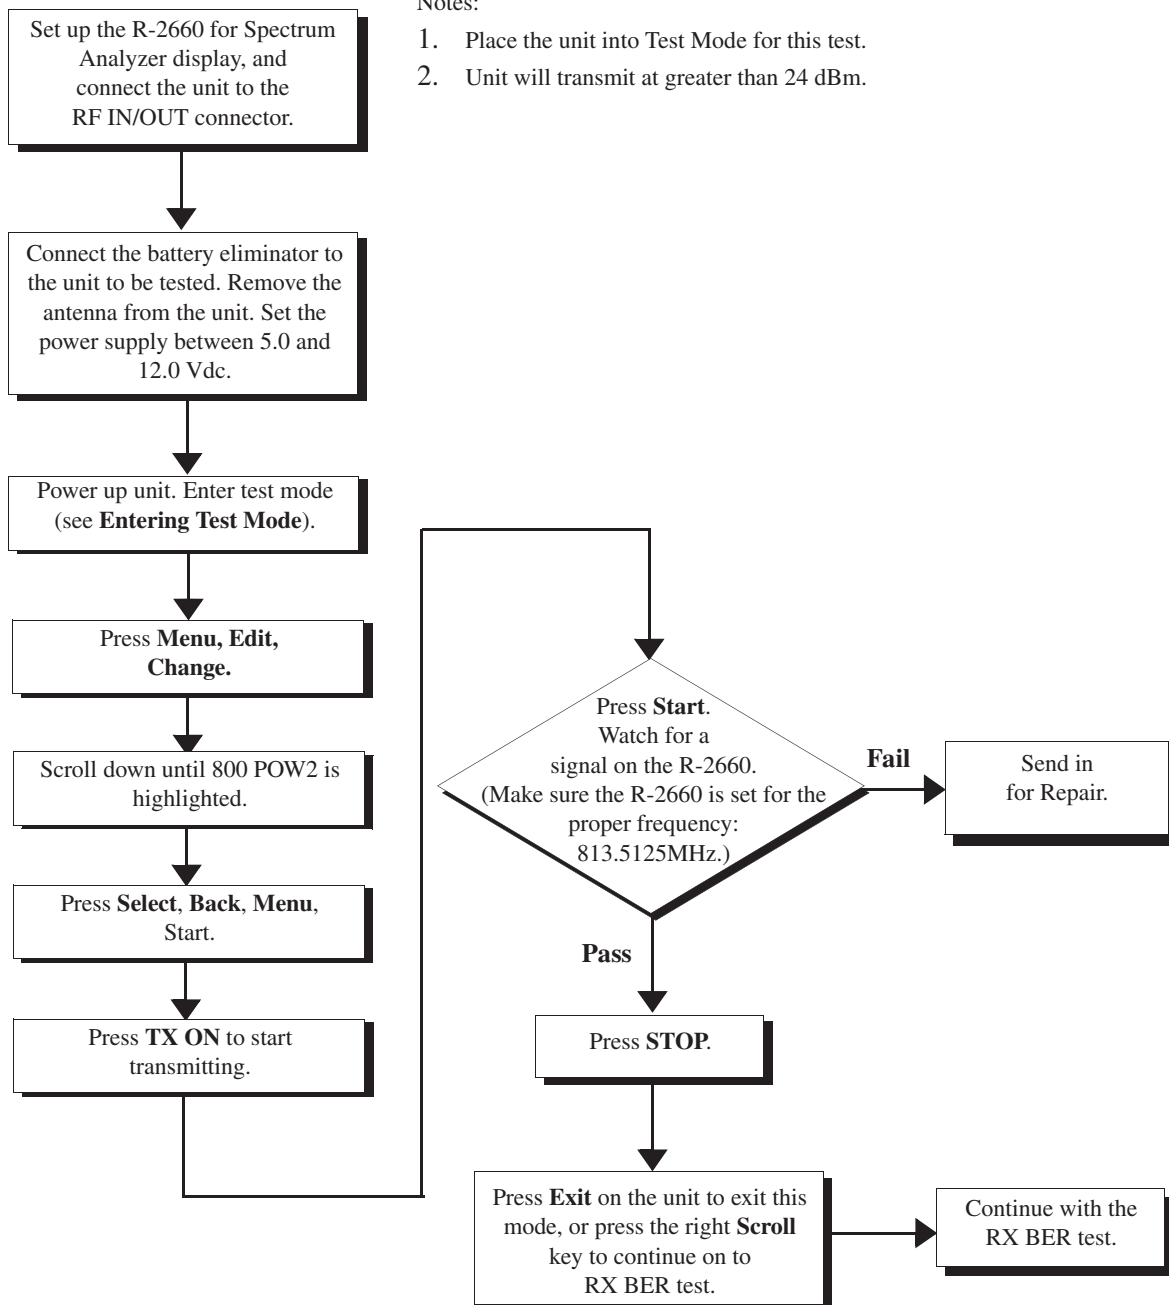 Notes:
1. Place the unit into Test Mode for this test.
2. Unit will transmit at greater than 24 dBm.
Set up the R-2660 for Spectrum
Analyzer display, and
connect the unit to the
RF IN/OUT connector.
Connect the battery eliminator to
the unit to be tested. Remove the
antenna from the unit. Set the
power supply between 5.0 and
12.0 Vdc.
Power up unit. Enter test mode
(see Entering Test Mode).
Press Menu, Edit,
Change.
Scroll down until 800 POW2 is
highlighted.
Press Select, Back, Menu,
Start.
Press TX ON to start
transmitting.
Press Start.
Watch for a
signal on the R-2660.
(Make sure the R-2660 is set for the
proper frequency:
813.5125MHz.)
Fail
Send in
for Repair.
Pass
Press STOP.
Press Exit on the unit to exit this
mode, or press the right Scroll
key to continue on to
RX BER test.
Continue with the
RX BER test.